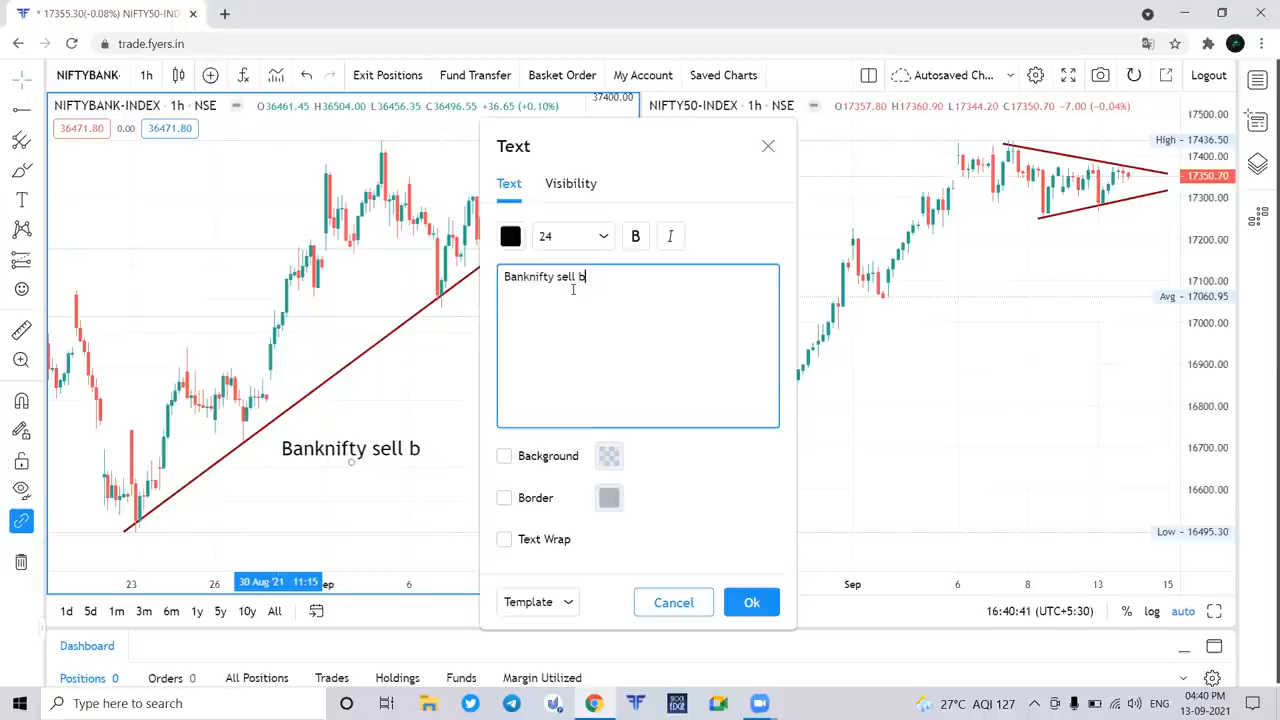 * 17355.30(-0.08%) NIFTY50-INDEX
trade.fyers.in
NIFTYBANK-
1h
Exit Positions
Fund Transfer
Basket Order
My Account
Saved Charts
Autosaved Ch...
Logout
NIFTYBANK-INDEX · 1h · NSE
O36461.45 H36504.00 L36456.35 C36496.55 +36.65 (+0.10%)
37400.00
36471.80 0.00 36471.80
NIFTY50-INDEX · 1h · NSE
O17357.80 H17360.90 L17344.20 C17350.70 -7.00 (-0.04%)
17500.00
High - 17436.50
17400.00
17350.70
17300.00
17200.00
17100.00
Avg - 17060.95
17000.00
16900.00
16800.00
16700.00
16600.00
Low - 16495.30
Text
Text
Visibility
24
B
I
Banknifty sell b
Background
Border
Text Wrap
Template
Cancel
Ok
Banknifty sell b
23
26
30 Aug '21 11:15
ep
6
Sep
6
8
13
15
1d 5d 1m 3m 6m 1y 5y 10y All
16:40:41 (UTC+5:30)
%
log
auto
Dashboard
Positions 0
Orders 0
All Positions
Trades
Holdings
Funds
Margin Utilized
Type here to search
27°C AQI 127
ENG
04:40 PM
13-09-2021